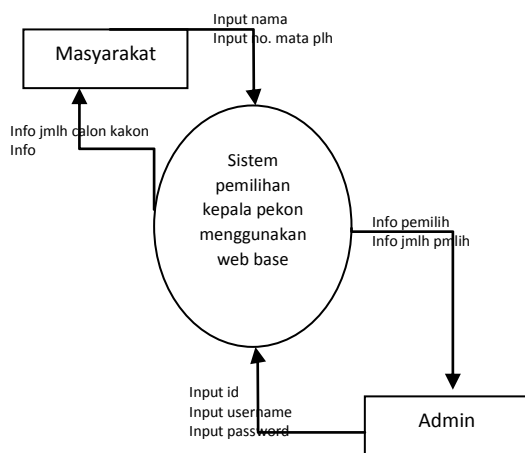 Input nama
Input no. mata plh
Masyarakat
Info jmlh calon kakon
Info
Sistem
pemilihan
kepala pekon
menggunakan
web base
Info pemilih
Info jmlh pmlih
Input id
Input username
Input password
Admin